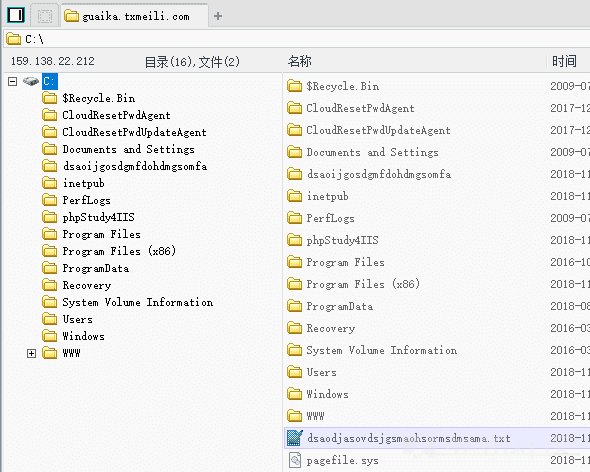 guaika.txmeili.com
C:\
159.138.22.212 目录(16),文件(2) 名称 时间
C:
$Recycle.Bin
CloudResetPwdAgent
CloudResetPwdUpdateAgent
Documents and Settings
dsaoijgosdgmfdohdmgsomfa
inetpub
PerfLogs
phpStudy4IIS
Program Files
Program Files (x86)
ProgramData
Recovery
System Volume Information
Users
Windows
WWW
$Recycle.Bin 2009-07
CloudResetPwdAgent 2017-12
CloudResetPwdUpdateAgent 2017-12
Documents and Settings 2009-07
dsaoijgosdgmfdohdmgsomfa 2018-11
inetpub 2018-11
PerfLogs 2009-07
phpStudy4IIS 2018-11
Program Files 2016-10
Program Files (x86) 2018-11
ProgramData 2018-08
Recovery 2016-03
System Volume Information 2016-03
Users 2018-11
Windows 2018-11
WWW 2018-11
dsaodjasovdsjgsmaohsormsdmsama.txt 2018-11
pagefile.sys 2018-11